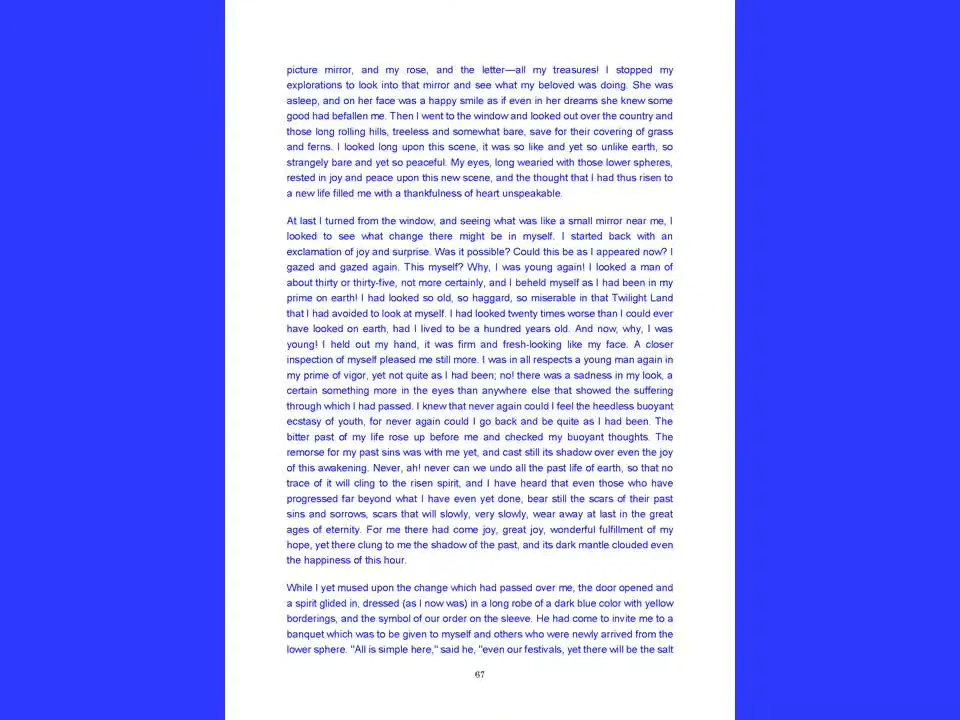 picture mirror, and my rose, and the letter—all my treasures! I stopped my
explorations to look into that mirror and see what my beloved was doing. She was
asleep, and on her face was a happy smile as if even in her dreams she knew some
good had befallen me. Then I went to the window and looked out over the country and
those long rolling hills, treeless and somewhat bare, save for their covering of grass
and ferns. I looked long upon this scene, it was so like and yet so unlike earth, so
strangely bare and yet so peaceful. My eyes, long wearied with those lower spheres,
rested in joy and peace upon this new scene, and the thought that I had thus risen to
a new life filled me with a thankfulness of heart unspeakable.
At last I turned from the window, and seeing what was like a small mirror near me, I
looked to see what change there might be in myself. I started back with an
exclamation of joy and surprise. Was it possible? Could this be as I appeared now? I
gazed and gazed again. This myself? Why, I was young again! I looked a man of
about thirty or thirty-five, not more certainly, and I beheld myself as I had been in my
prime on earth! I had looked so old, so haggard, so miserable in that Twilight Land
that I had avoided to look at myself. I had looked twenty times worse than I could ever
have looked on earth, had I lived to be a hundred years old. And now, why, I was
young! I held out my hand, it was firm and fresh-looking like my face. A closer
inspection of myself pleased me still more. I was in all respects a young man again in
my prime of vigor, yet not quite as I had been; no! there was a sadness in my look, a
certain something more in the eyes than anywhere else that showed the suffering
through which I had passed. I knew that never again could I feel the heedless buoyant
ecstasy of youth, for never again could I go back and be quite as I had been. The
bitter past of my life rose up before me and checked my buoyant thoughts. The
remorse for my past sins was with me yet, and cast still its shadow over even the joy
of this awakening. Never, ah! never can we undo all the past life of earth, so that no
trace of it will cling to the risen spirit, and I have heard that even those who have
progressed far beyond what I have even yet done, bear still the scars of their past
sins and sorrows, scars that will slowly, very slowly, wear away at last in the great
ages of eternity. For me there had come joy, great joy, wonderful fulfillment of my
hope, yet there clung to me the shadow of the past, and its dark mantle clouded even
the happiness of this hour.
While I yet mused upon the change which had passed over me, the door opened and
a spirit glided in, dressed (as I now was) in a long robe of a dark blue color with yellow
borderings, and the symbol of our order on the sleeve. He had come to invite me to a
banquet which was to be given to myself and others who were newly arrived from the
lower sphere. "All is simple here," said he, "even our festivals, yet there will be the salt
67